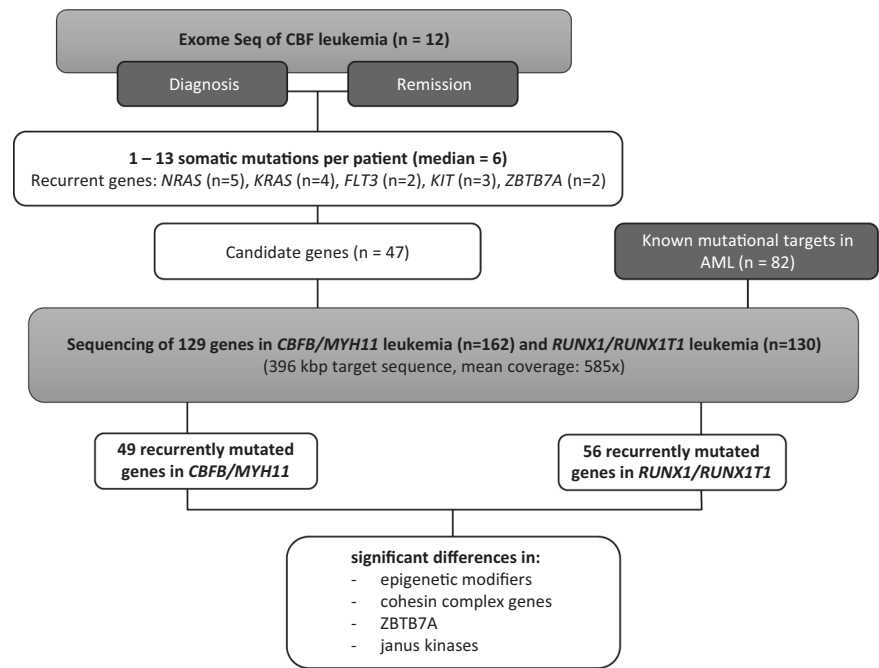 Exome Seq of CBF leukemia (n = 12)
Diagnosis
Remission
1 – 13 somatic mutations per patient (median = 6)
Recurrent genes: NRAS (n=5), KRAS (n=4), FLT3 (n=2), KIT (n=3), ZBTB7A (n=2)
Candidate genes (n = 47)
Known mutational targets in
AML (n = 82)
Sequencing of 129 genes in CBFB/MYH11 leukemia (n=162) and RUNX1/RUNX1T1 leukemia (n=130)
(396 kbp target sequence, mean coverage: 585x)
49 recurrently mutated
genes in CBFB/MYH11
56 recurrently mutated
genes in RUNX1/RUNX1T1
significant differences in:
- epigenetic modifiers
- cohesin complex genes
- ZBTB7A
- janus kinases